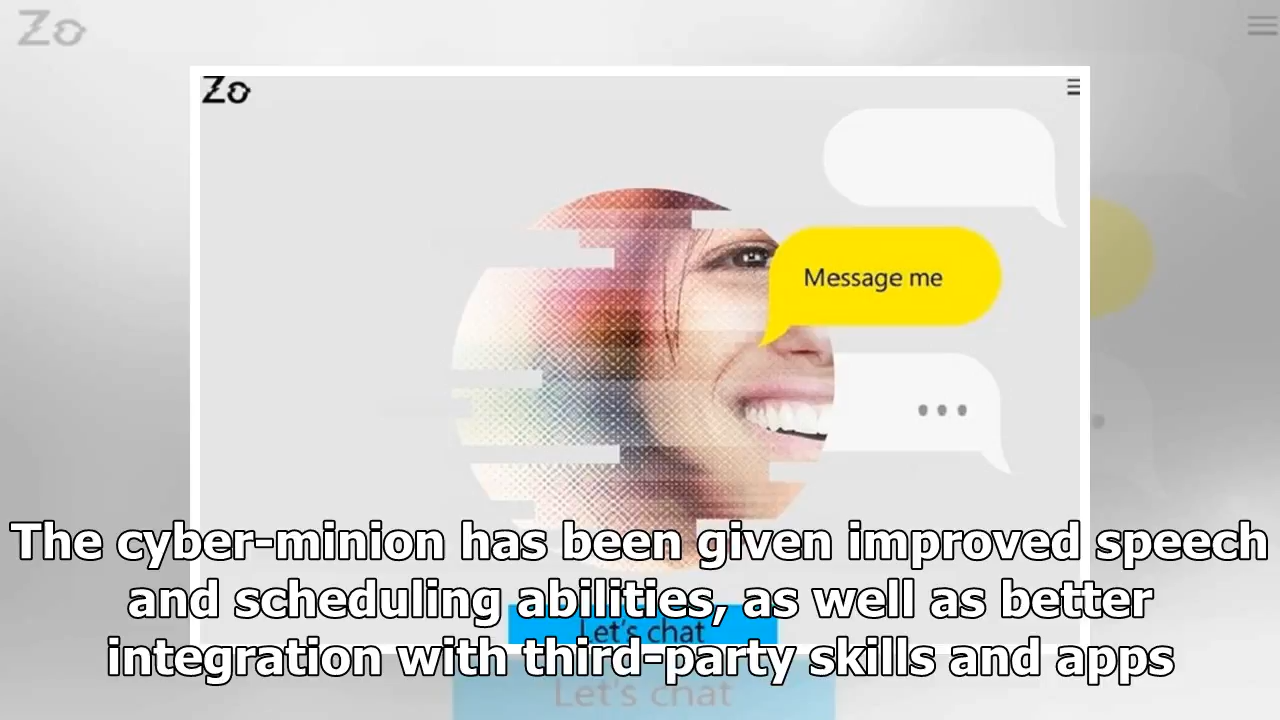 Zo
Zo
Message me
The cyber-minion has been given improved speech
and scheduling abilities, as well as better
Let's chat
integration with third-party skills and apps
Let's chat